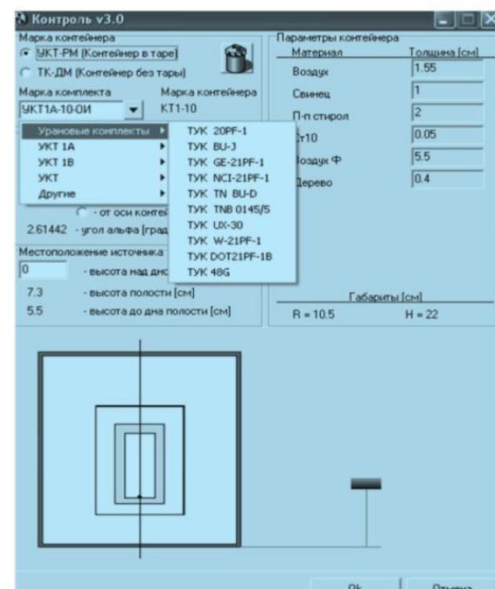 Контроль v3.0
Марка контейнера
УКТ-РМ (Контейнер в таре)
ТК-ДМ (Контейнер без тары)
Марка комплекта Марка контейнера
УКТ1А-10-ОИ КТ1-10
Урановые комплекты
УКТ 1А
УКТ 1В
УКТ
Другие
ТУК 20PF-1
ТУК BU-J
ТУК GE-21PF-1
ТУК NCI-21PF-1
ТУК TN BU-D
ТУК TNB 0145/5
ТУК UX-30
ТУК W-21PF-1
ТУК DOT21PF-1B
ТУК 48G
- от оси
2.61442 - угол альфа
Местоположение источника
0 - высота над
7.3 - высота полости [см]
5.5 - высота до дна полости [см]
Параметры контейнера
Материал Толщина [см]
Воздух 1.55
Свинец 1
П-п стирол 2
0.05
Воздух Ф 5.5
Дерево 0.4
Габариты [см]
R = 10.5 H = 22
Ok Отмена